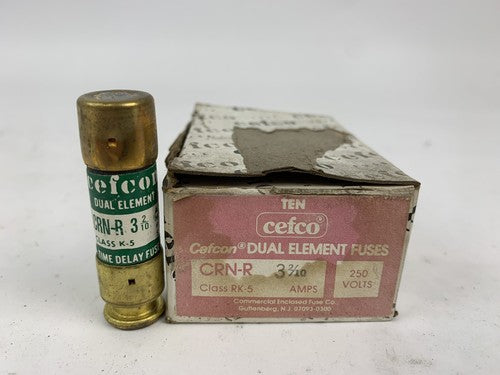 cefcon
DUAL ELEMENT
CRN-R 3 2/10
CLASS K-5
TIME DELAY FUSE
cefco
TEN
cefco®
Cefcon® DUAL ELEMENT FUSES
CRN-R 3 2/10 250
Class RK-5 AMPS VOLTS
Commercial Enclosed Fuse Co.
Guttenberg, N.J. 07093-0300